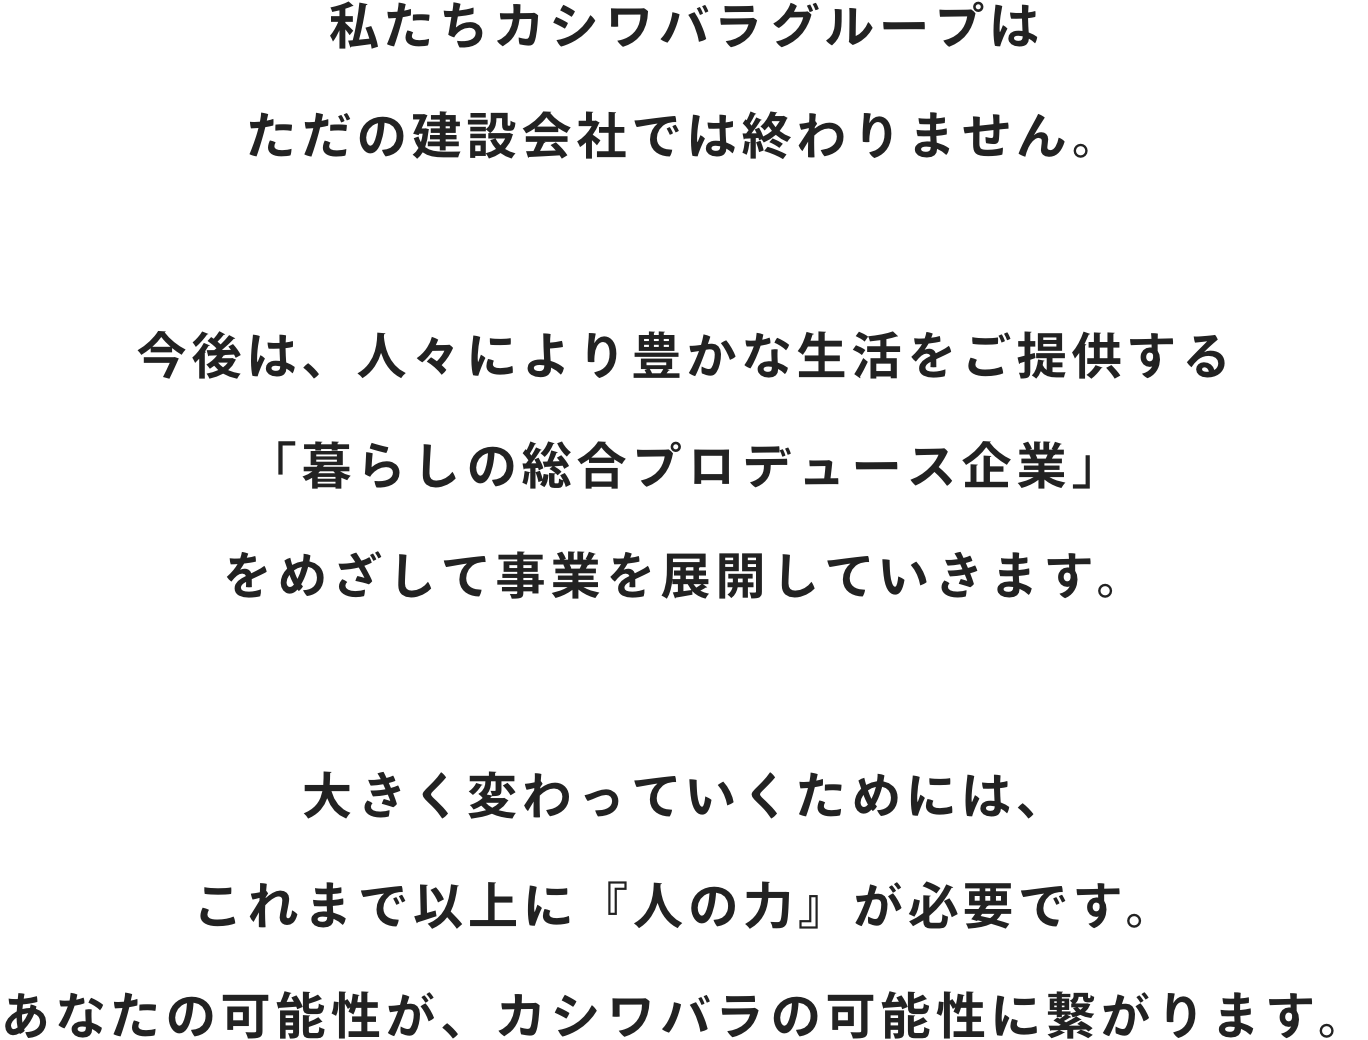 私たちカシワバラグループは
ただの建設会社では終わりません。
今後は、人々により豊かな生活をご提供する
「暮らしの総合プロデュース企業」
をめざして事業を展開していきます。
大きく変わっていくためには、
これまで以上に『人の力』が必要です。
あなたの可能性が、カシワバラの可能性に繋がります。